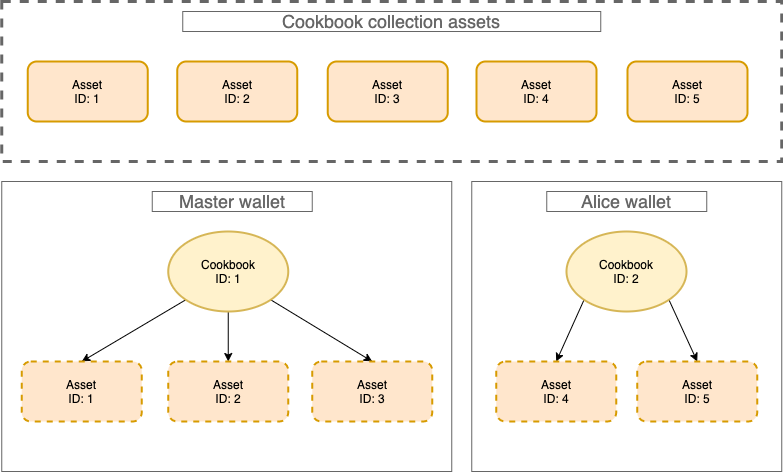 Cookbook collection assets
Asset
ID: 1
Asset
ID: 2
Asset
ID: 3
Asset
ID: 4
Asset
ID: 5
Master wallet
Cookbook
ID: 1
Asset
ID: 1
Asset
ID: 2
Asset
ID: 3
Alice wallet
Cookbook
ID: 2
Asset
ID: 4
Asset
ID: 5